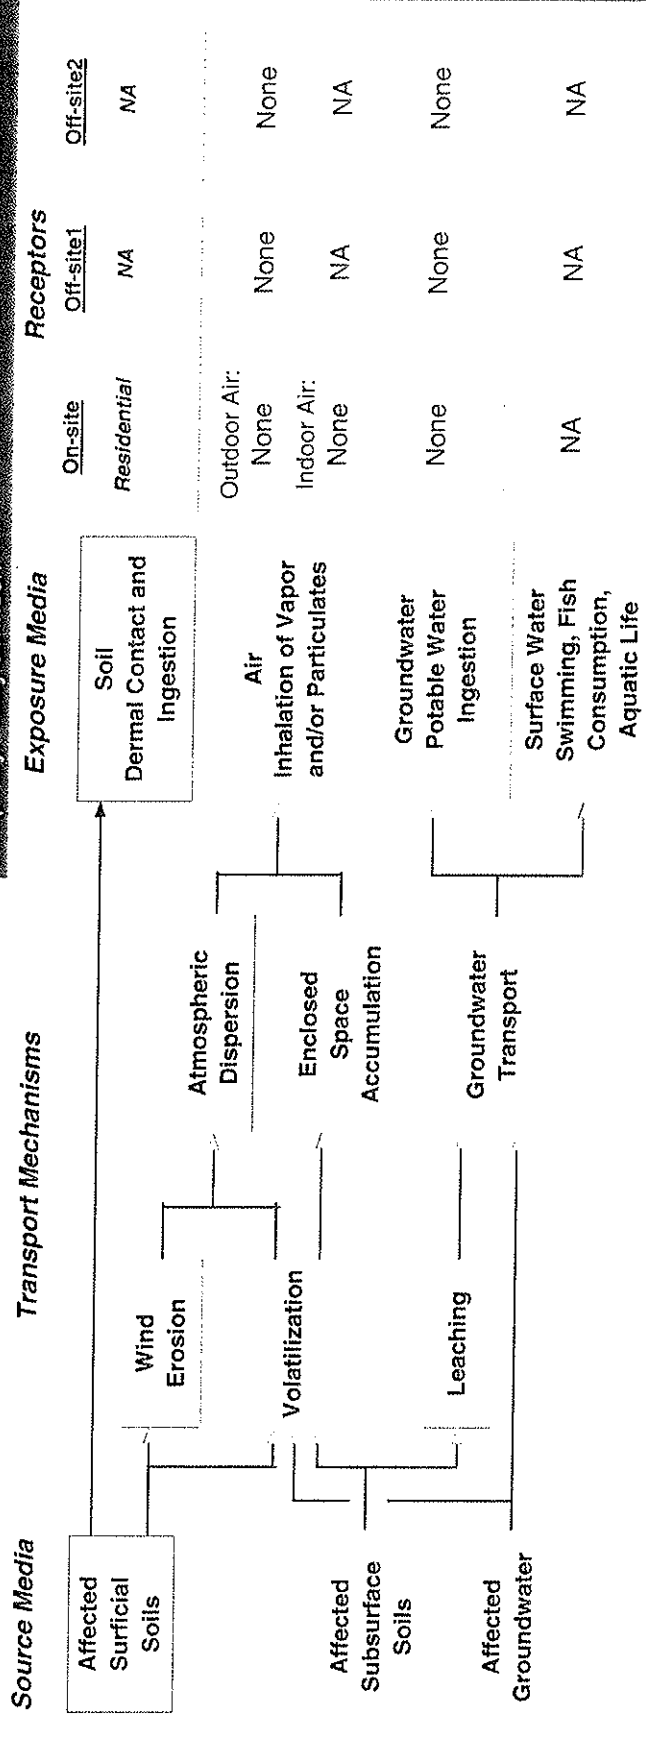 Source Media
Transport Mechanisms
Exposure Media
Receptors
On-site
Off-site1
Off-site2
Affected
Surficial
Soils
Soil
Dermal Contact and
Ingestion
Residential
NA
NA
Wind
Erosion
Atmospheric
Dispersion
Air
Inhalation of Vapor
and/or Particulates
Outdoor Air:
None
None
None
Volatilization
Enclosed
Space
Accumulation
Indoor Air:
None
NA
NA
Affected
Subsurface
Soils
Leaching
Groundwater
Transport
Groundwater
Potable Water
Ingestion
None
None
None
Affected
Groundwater
Surface Water
Swimming, Fish
Consumption,
Aquatic Life
NA
NA
NA